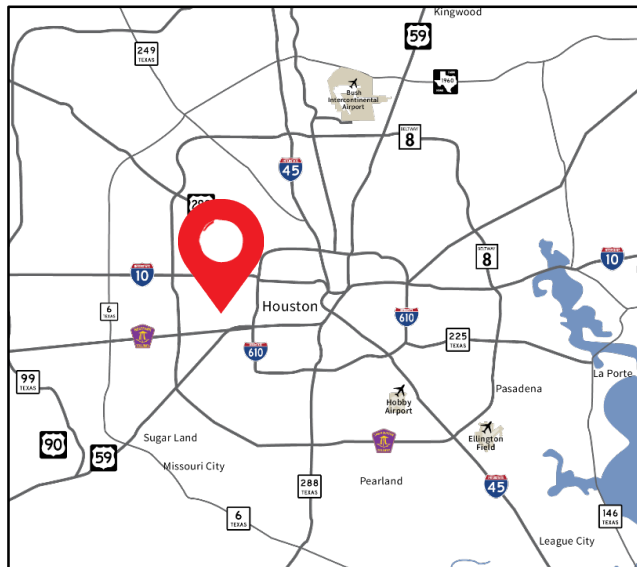 Kingwood
59
249
TEXAS
1960
Bush
Intercontinental
Airport
BELTWAY
8
45
10
8
10
6
TEXAS
Houston
610
610
225
TEXAS
99
TEXAS
La Porte
Pasadena
Hobby
Airport
Ellington
Field
90
59
Sugar Land
Missouri City
288
TEXAS
Pearland
45
6
TEXAS
146
TEXAS
League City